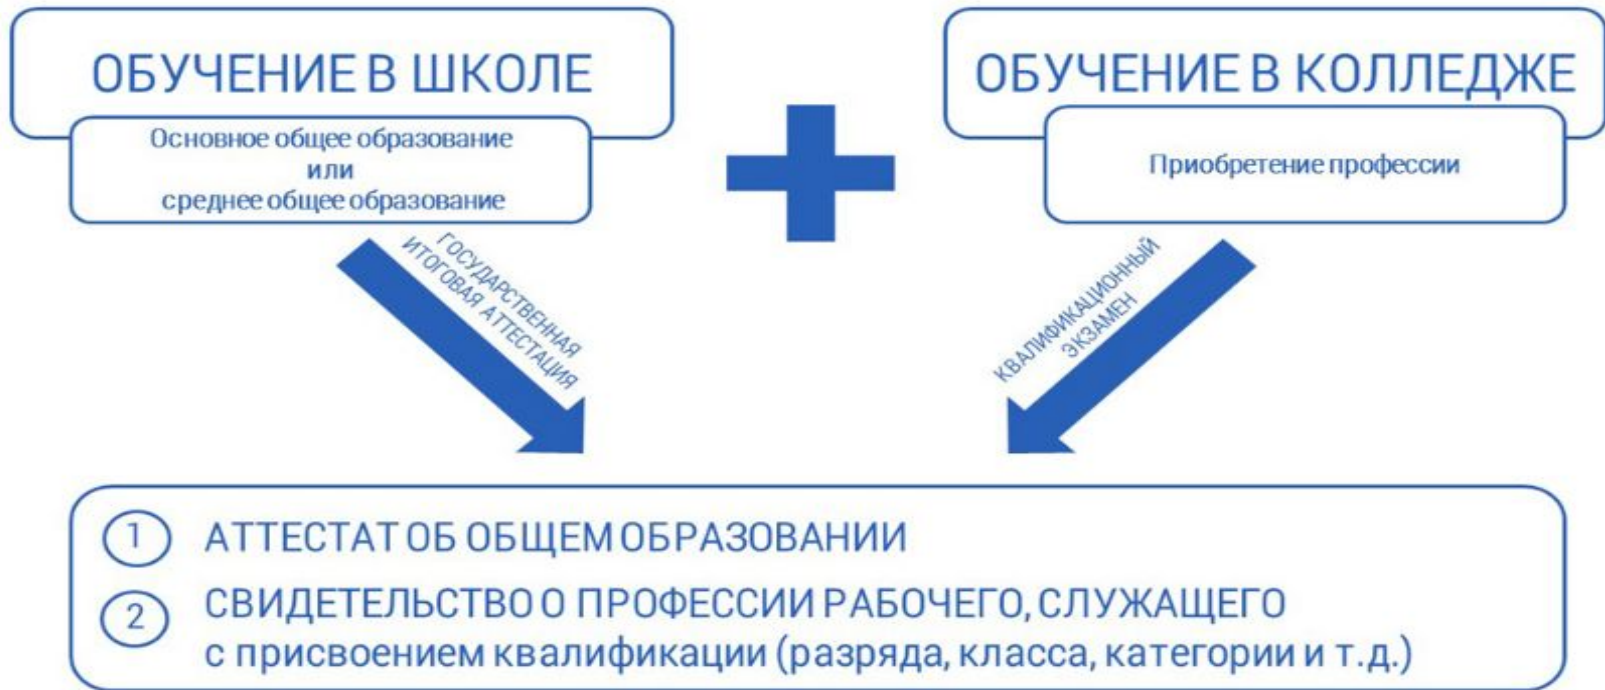 ОБУЧЕНИЕ В ШКОЛЕ
Основное общее образование
или
среднее общее образование
ОБУЧЕНИЕ В КОЛЛЕДЖЕ
Приобретение профессии
ГОСУДАРСТВЕННАЯ
ИТОГОВАЯ АТТЕСТАЦИЯ
КВАЛИФИКАЦИОННЫЙ
ЭКЗАМЕН
1 АТТЕСТАТ ОБ ОБЩЕМ ОБРАЗОВАНИИ
2 СВИДЕТЕЛЬСТВО О ПРОФЕССИИ РАБОЧЕГО, СЛУЖАЩЕГО
с присвоением квалификации (разряда, класса, категории и т.д.)